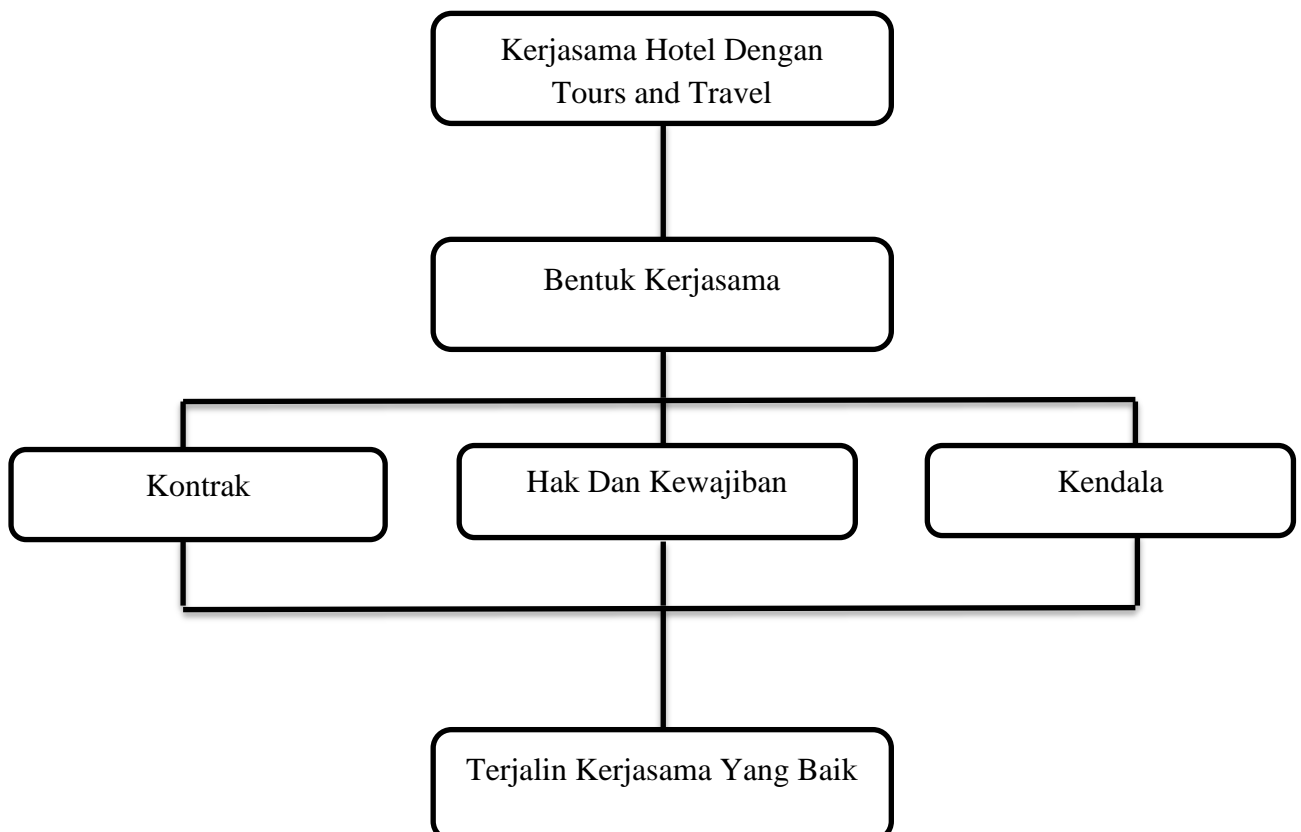 Kerjasama Hotel Dengan
Tours and Travel
Bentuk Kerjasama
Kontrak
Hak Dan Kewajiban
Kendala
Terjalin Kerjasama Yang Baik